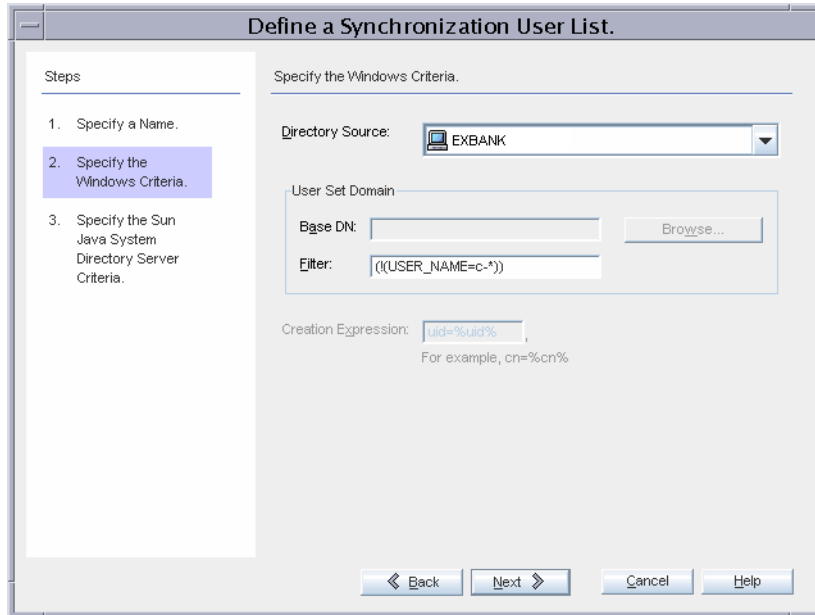 Define a Synchronization User List.
Steps
1. Specify a Name.
2. Specify the
Windows Criteria.
3. Specify the Sun
Java System
Directory Server
Criteria.
Specify the Windows Criteria.
Directory Source:
EXBANK
User Set Domain
Base DN:
Browse...
Filter:
(!(USER_NAME=c-*))
Creation Expression:
uid=%uid%
,
For example, cn=%cn%
Back
Next
Cancel
Help